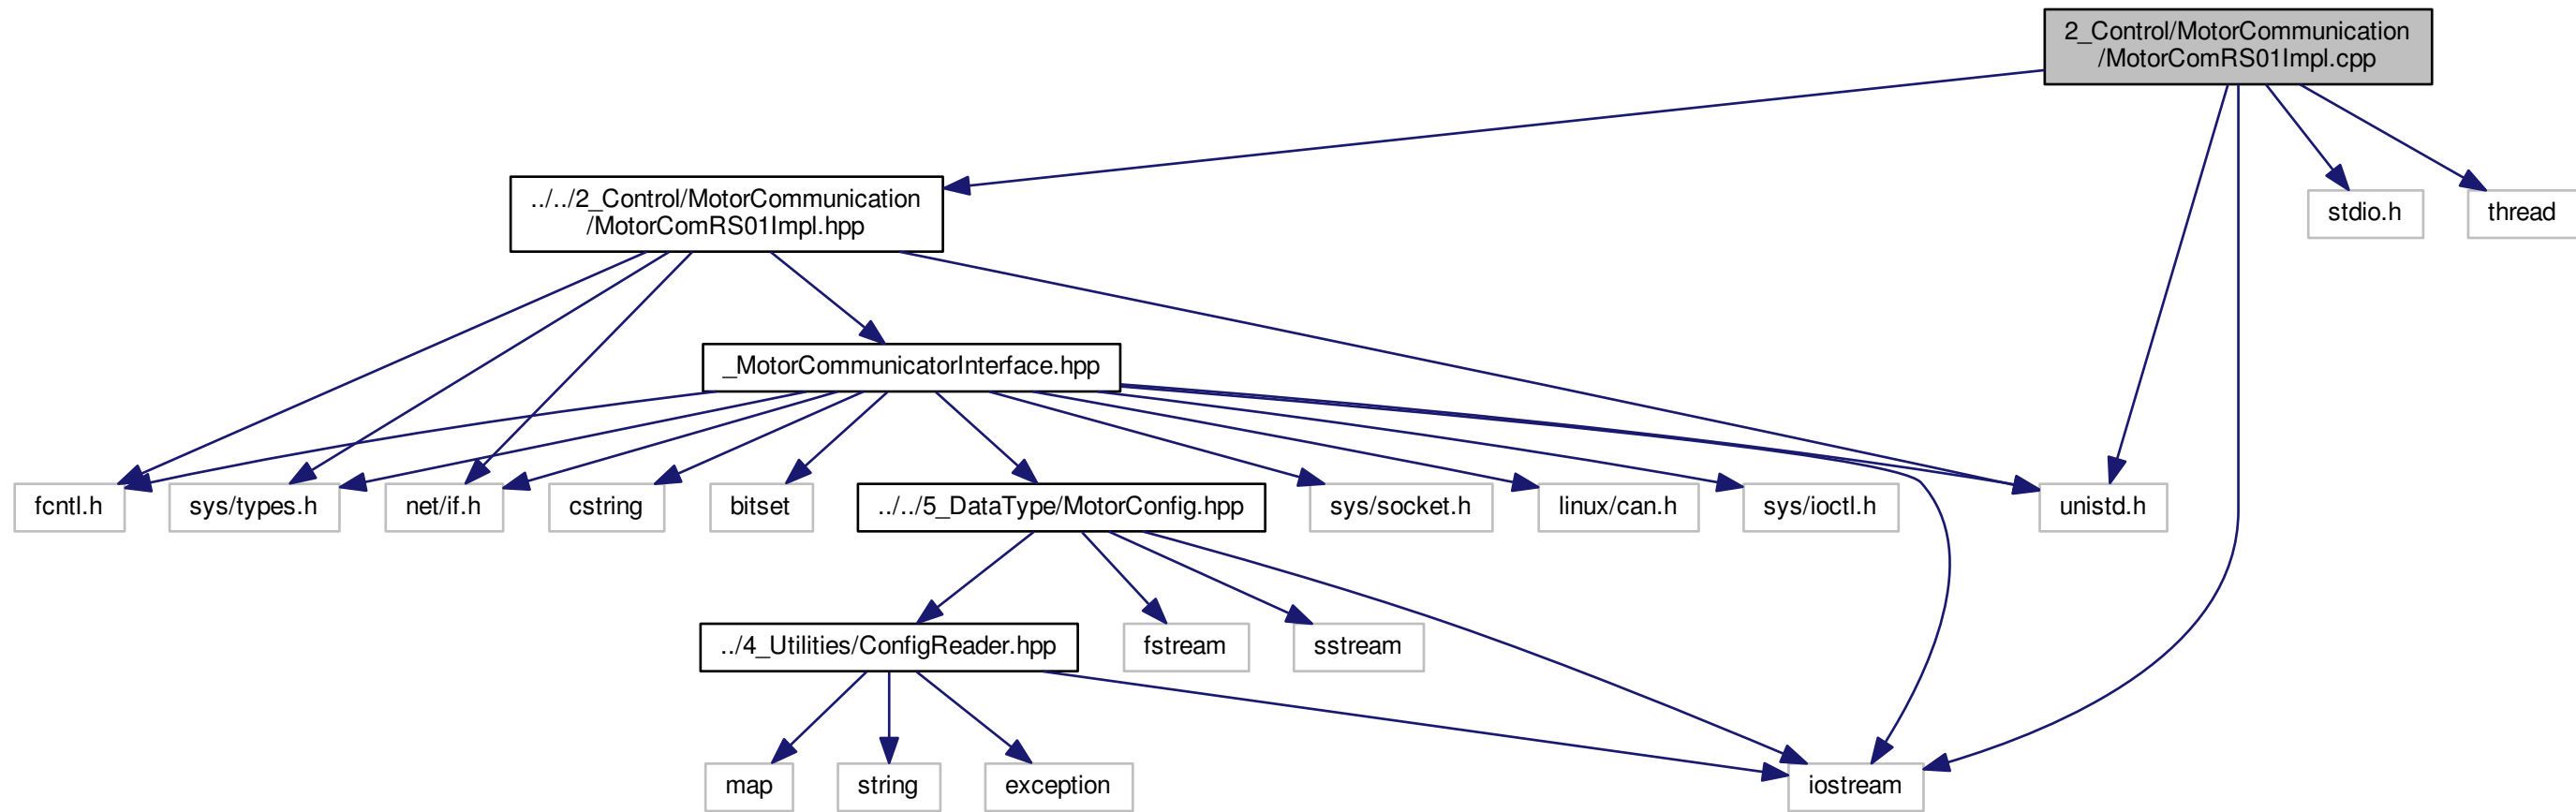 2_Control/MotorCommunication
/MotorComRS01Impl.cpp
../../2_Control/MotorCommunication
/MotorComRS01Impl.hpp
stdio.h
thread
_MotorCommunicatorInterface.hpp
fcntl.h
sys/types.h
net/if.h
cstring
bitset
../../5_DataType/MotorConfig.hpp
sys/socket.h
linux/can.h
sys/ioctl.h
unistd.h
../4_Utilities/ConfigReader.hpp
fstream
sstream
map
string
exception
iostream